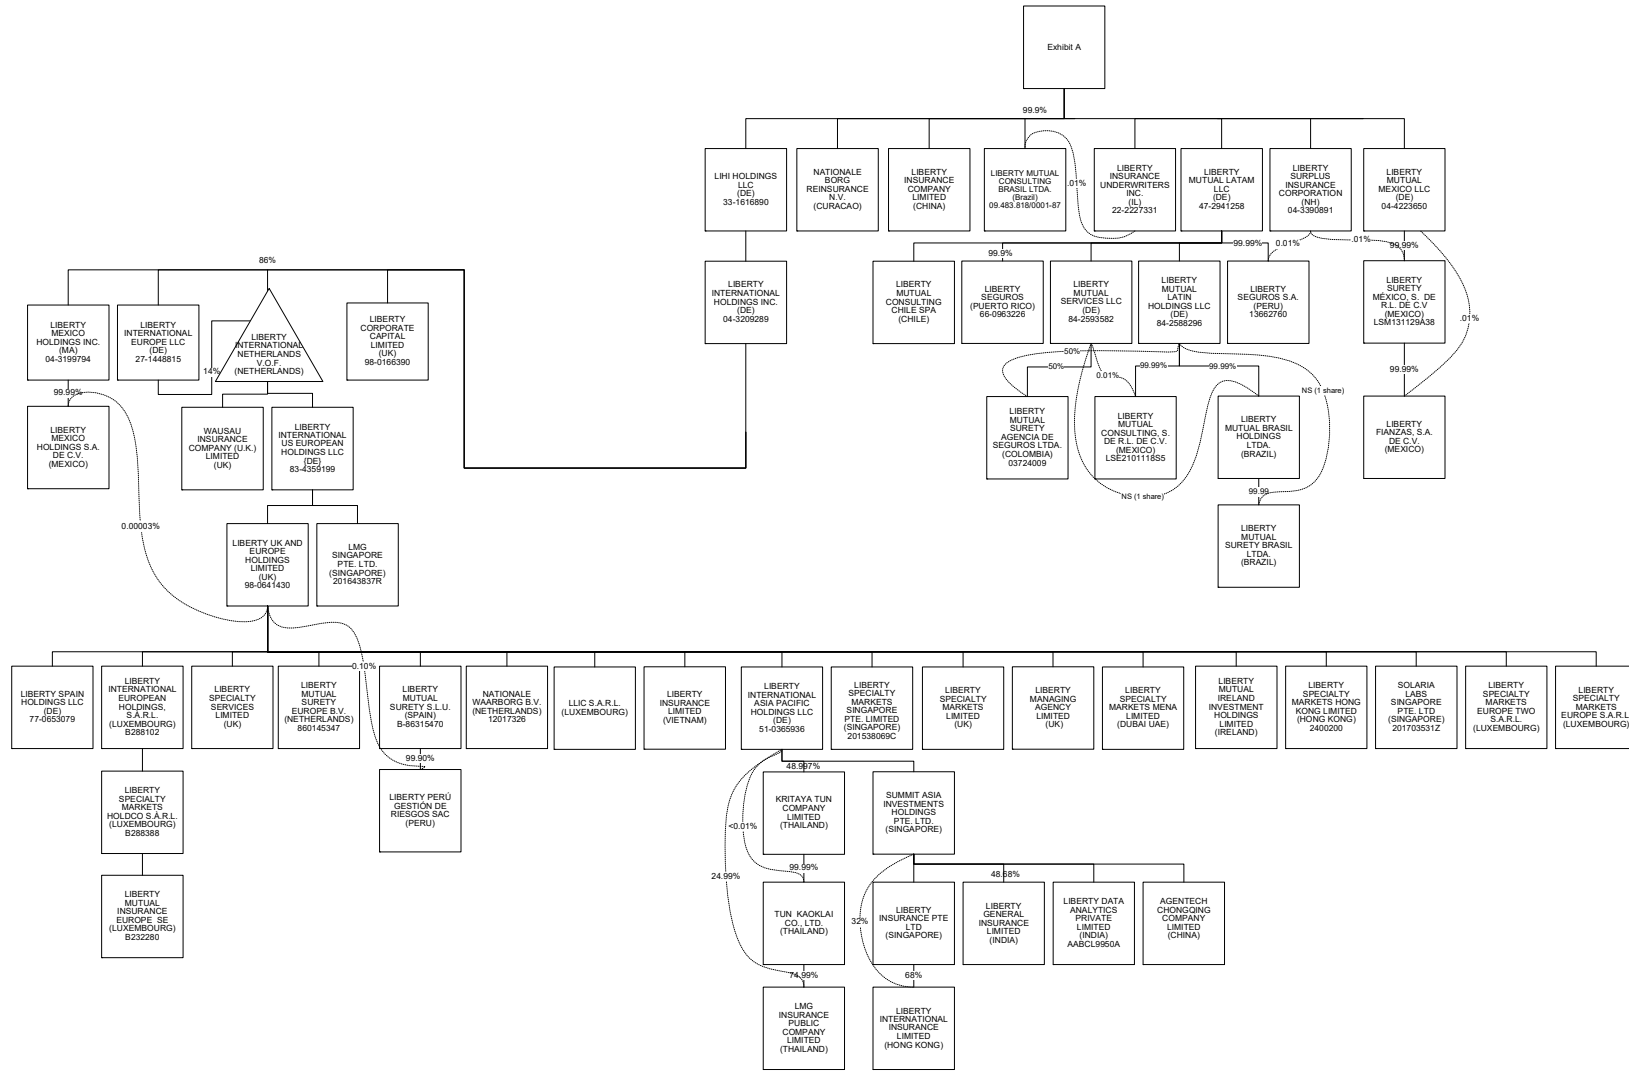 Exhibit A
99.9%
LIHI HOLDINGS
LLC
(DE)
33-1616890
NATIONALE
BORG
REINSURANCE
N.V.
(CURACAO)
LIBERTY
INSURANCE
COMPANY
LIMITED
(CHINA)
LIBERTY MUTUAL
CONSULTING
BRASIL LTDA.
(Brazil)
09.483.818/0001-87
.01%
LIBERTY
INSURANCE
UNDERWRITERS
INC.
(IL)
22-2227331
LIBERTY
MUTUAL LATAM
LLC
(DE)
47-2941258
LIBERTY
SURPLUS
INSURANCE
CORPORATION
(NH)
04-3390891
LIBERTY
MUTUAL
MEXICO LLC
(DE)
04-4223650
99.9%
99.99%
0.01%
.01%
99.99%
86%
LIBERTY
INTERNATIONAL
HOLDINGS INC.
(DE)
04-3209289
LIBERTY
MUTUAL
CONSULTING
CHILE SPA
(CHILE)
LIBERTY
SEGUROS
(PUERTO RICO)
66-0963226
LIBERTY
MUTUAL
SERVICES LLC
(DE)
84-2593582
LIBERTY
MUTUAL
LATIN
HOLDINGS LLC
(DE)
84-2588296
LIBERTY
SEGUROS S.A.
(PERU)
13662760
LIBERTY
SURETY
MÉXICO, S. DE
R.L. DE C.V
(MEXICO)
LSM131129A38
.01%
LIBERTY
MEXICO
HOLDINGS INC.
(MA)
04-3199794
LIBERTY
INTERNATIONAL
EUROPE LLC
(DE)
27-1448815
14%
LIBERTY
INTERNATIONAL
NETHERLANDS
V.O.F.
(NETHERLANDS)
LIBERTY
CORPORATE
CAPITAL
LIMITED
(UK)
98-0166390
50%
50%
0.01%
99.99%
99.99%
NS (1 share)
99.99%
99.99%
LIBERTY
MEXICO
HOLDINGS S.A.
DE C.V.
(MEXICO)
WAUSAU
INSURANCE
COMPANY (U.K.)
LIMITED
(UK)
LIBERTY
INTERNATIONAL
US EUROPEAN
HOLDINGS LLC
(DE)
83-4359199
LIBERTY
MUTUAL
SURETY
AGENCIA DE
SEGUROS LTDA.
(COLOMBIA)
03724009
LIBERTY
MUTUAL
CONSULTING, S.
DE R.L. DE C.V.
(MEXICO)
LSE2101118S5
LIBERTY
MUTUAL BRASIL
HOLDINGS
LTDA.
(BRAZIL)
LIBERTY
FIANZAS, S.A.
DE C.V.
(MEXICO)
NS (1 share)
99.99
0.00003%
LIBERTY UK AND
EUROPE
HOLDINGS
LIMITED
(UK)
98-0641430
LMG
SINGAPORE
PTE. LTD.
(SINGAPORE)
201643837R
LIBERTY
MUTUAL
SURETY BRASIL
LTDA.
(BRAZIL)
0.10%
LIBERTY SPAIN
HOLDINGS LLC
(DE)
77-0653079
LIBERTY
INTERNATIONAL
EUROPEAN
HOLDINGS,
S.À.R.L.
(LUXEMBOURG)
B288102
LIBERTY
SPECIALTY
SERVICES
LIMITED
(UK)
LIBERTY
MUTUAL
SURETY
EUROPE B.V.
(NETHERLANDS)
860145347
LIBERTY
MUTUAL
SURETY S.L.U.
(SPAIN)
B-86315470
NATIONALE
WAARBORG B.V.
(NETHERLANDS)
12017326
LLIC S.A.R.L.
(LUXEMBOURG)
LIBERTY
INSURANCE
LIMITED
(VIETNAM)
LIBERTY
INTERNATIONAL
ASIA PACIFIC
HOLDINGS LLC
(DE)
51-0365936
LIBERTY
SPECIALTY
MARKETS
SINGAPORE
PTE. LIMITED
(SINGAPORE)
201538069C
LIBERTY
SPECIALTY
MARKETS
LIMITED
(UK)
LIBERTY
MANAGING
AGENCY
LIMITED
(UK)
LIBERTY
SPECIALTY
MARKETS MENA
LIMITED
(DUBAI UAE)
LIBERTY
MUTUAL
IRELAND
INVESTMENT
HOLDINGS
LIMITED
(IRELAND)
LIBERTY
SPECIALTY
MARKETS HONG
KONG LIMITED
(HONG KONG)
2400200
SOLARIA
LABS
SINGAPORE
PTE. LTD
(SINGAPORE)
201703531Z
LIBERTY
SPECIALTY
MARKETS
EUROPE TWO
S.A.R.L.
(LUXEMBOURG)
LIBERTY
SPECIALTY
MARKETS
EUROPE S.A.R.L
(LUXEMBOURG)
99.90%
48.997%
LIBERTY
SPECIALTY
MARKETS
HOLDCO S.À.R.L.
(LUXEMBOURG)
B288388
LIBERTY PERÚ
GESTIÓN DE
RIESGOS SAC
(PERU)
KRITAYA TUN
COMPANY
LIMITED
(THAILAND)
SUMMIT ASIA
INVESTMENTS
HOLDINGS
PTE. LTD.
(SINGAPORE)
<0.01%
24.99%
99.99%
48.68%
LIBERTY
MUTUAL
INSURANCE
EUROPE SE
(LUXEMBOURG)
B232280
TUN KAOKLAI
CO., LTD.
(THAILAND)
32%
LIBERTY
INSURANCE PTE
LTD
(SINGAPORE)
LIBERTY
GENERAL
INSURANCE
LIMITED
(INDIA)
LIBERTY DATA
ANALYTICS
PRIVATE
LIMITED
(INDIA)
AABCL9950A
AGENTECH
CHONGQING
COMPANY
LIMITED
(CHINA)
74.99%
68%
LMG
INSURANCE
PUBLIC
COMPANY
LIMITED
(THAILAND)
LIBERTY
INTERNATIONAL
INSURANCE
LIMITED
(HONG KONG)